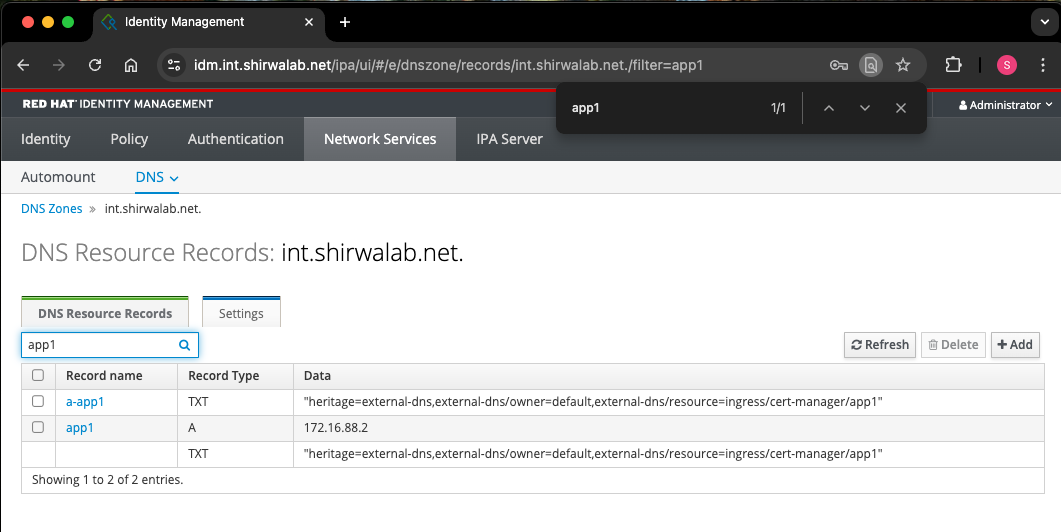 Identity Management
idm.int.shirwalab.net/ipa/ui/#/e/dnszone/records/int.shirwalab.net./filter=app1
S
app1 1/1
RED HAT® IDENTITY MANAGEMENT
Administrator
Identity Policy Authentication Network Services IPA Server
Automount DNS
DNS Zones » int.shirwalab.net.
DNS Resource Records: int.shirwalab.net.
DNS Resource Records Settings
app1 Refresh Delete Add
Record name Record Type Data
a-app1 TXT "heritage=external-dns,external-dns/owner=default,external-dns/resource=ingress/cert-manager/app1"
app1 A 172.16.88.2
TXT "heritage=external-dns,external-dns/owner=default,external-dns/resource=ingress/cert-manager/app1"
Showing 1 to 2 of 2 entries.